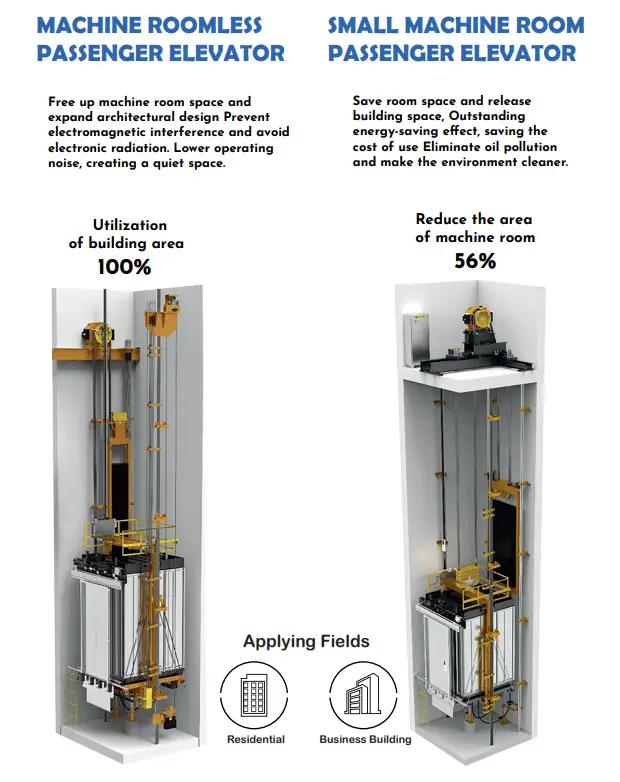 MACHINE ROOMLESS
PASSENGER ELEVATOR
Free up machine room space and
expand architectural design Prevent
electromagnetic interference and avoid
electronic radiation. Lower operating
noise, creating a quiet space.
Utilization
of building area
100%
SMALL MACHINE ROOM
PASSENGER ELEVATOR
Save room space and release
building space, Outstanding
energy-saving effect, saving the
cost of use Eliminate oil pollution
and make the environment cleaner.
Reduce the area
of machine room
56%
Applying Fields
Residential
Business Building